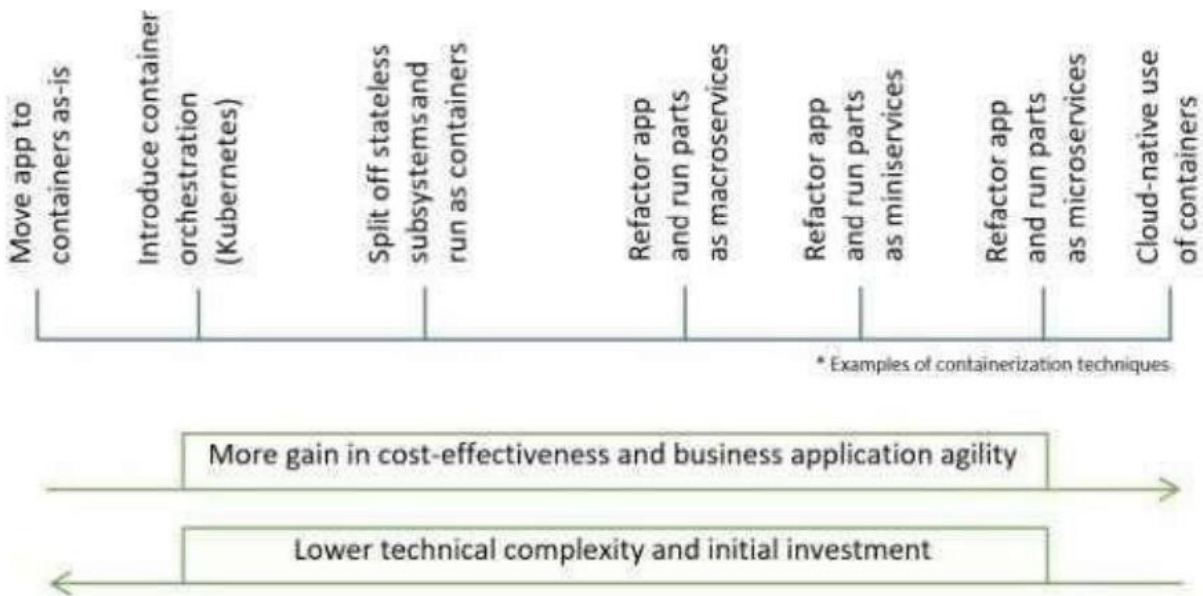 Move app to
containers as-is
Introduce container
orchestration
(Kubernetes)
Split off stateless
subsystems and
run as containers
Refactor app
and run parts
as macroservices
Refactor app
and run parts
as miniservices
Refactor app
and run parts
as microservices
Cloud-native use
of containers
* Examples of containerization techniques
More gain in cost-effectiveness and business application agility
Lower technical complexity and initial investment